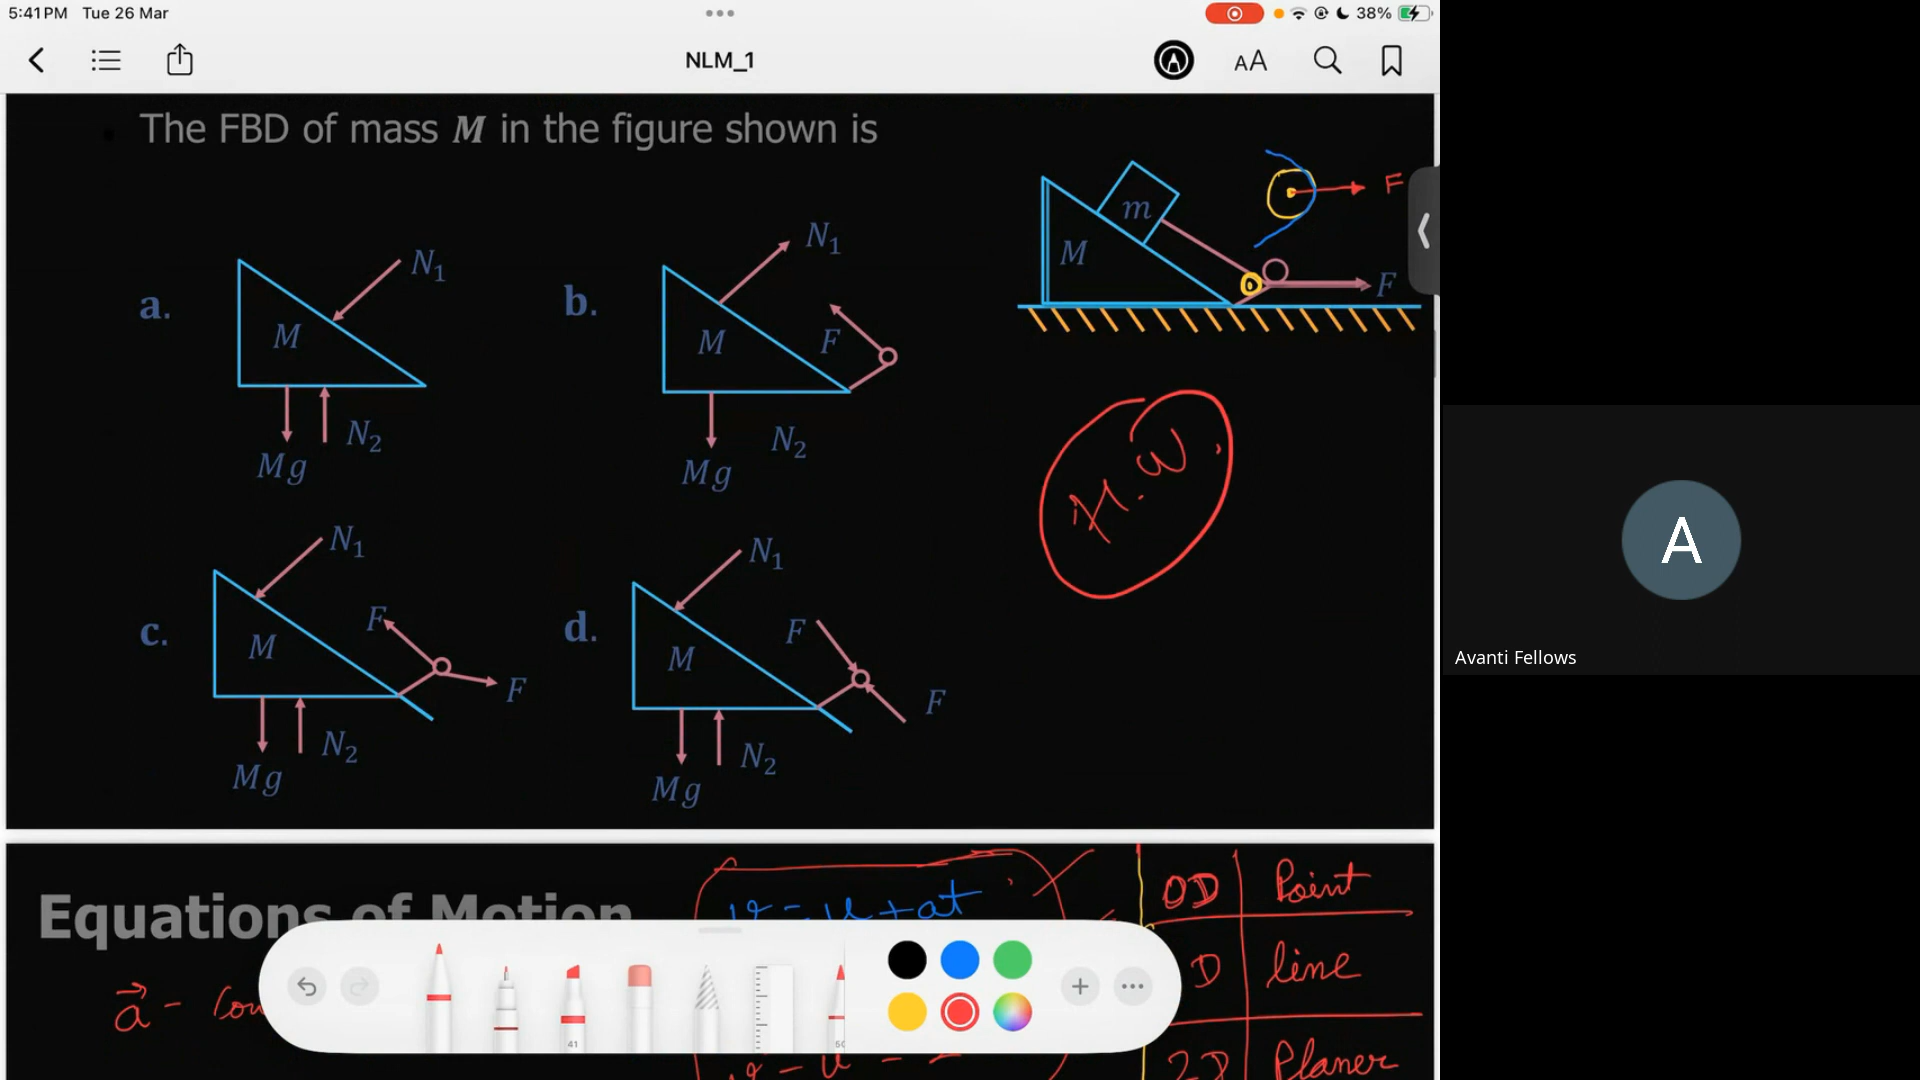 5:41 PM Tue 26 Mar
38%
NLM_1
AA
The FBD of mass M in the figure shown is
F
m
M
F
a.
N1
M
Mg
N2
b.
N1
M
F
Mg
N2
H.W.
c.
N1
M
F
F
Mg
N2
d.
N1
M
F
F
Mg
N2
A
Avanti Fellows
Equations of Motion
v = u + at
0D Point
D line
2D Planer
a -
41
50